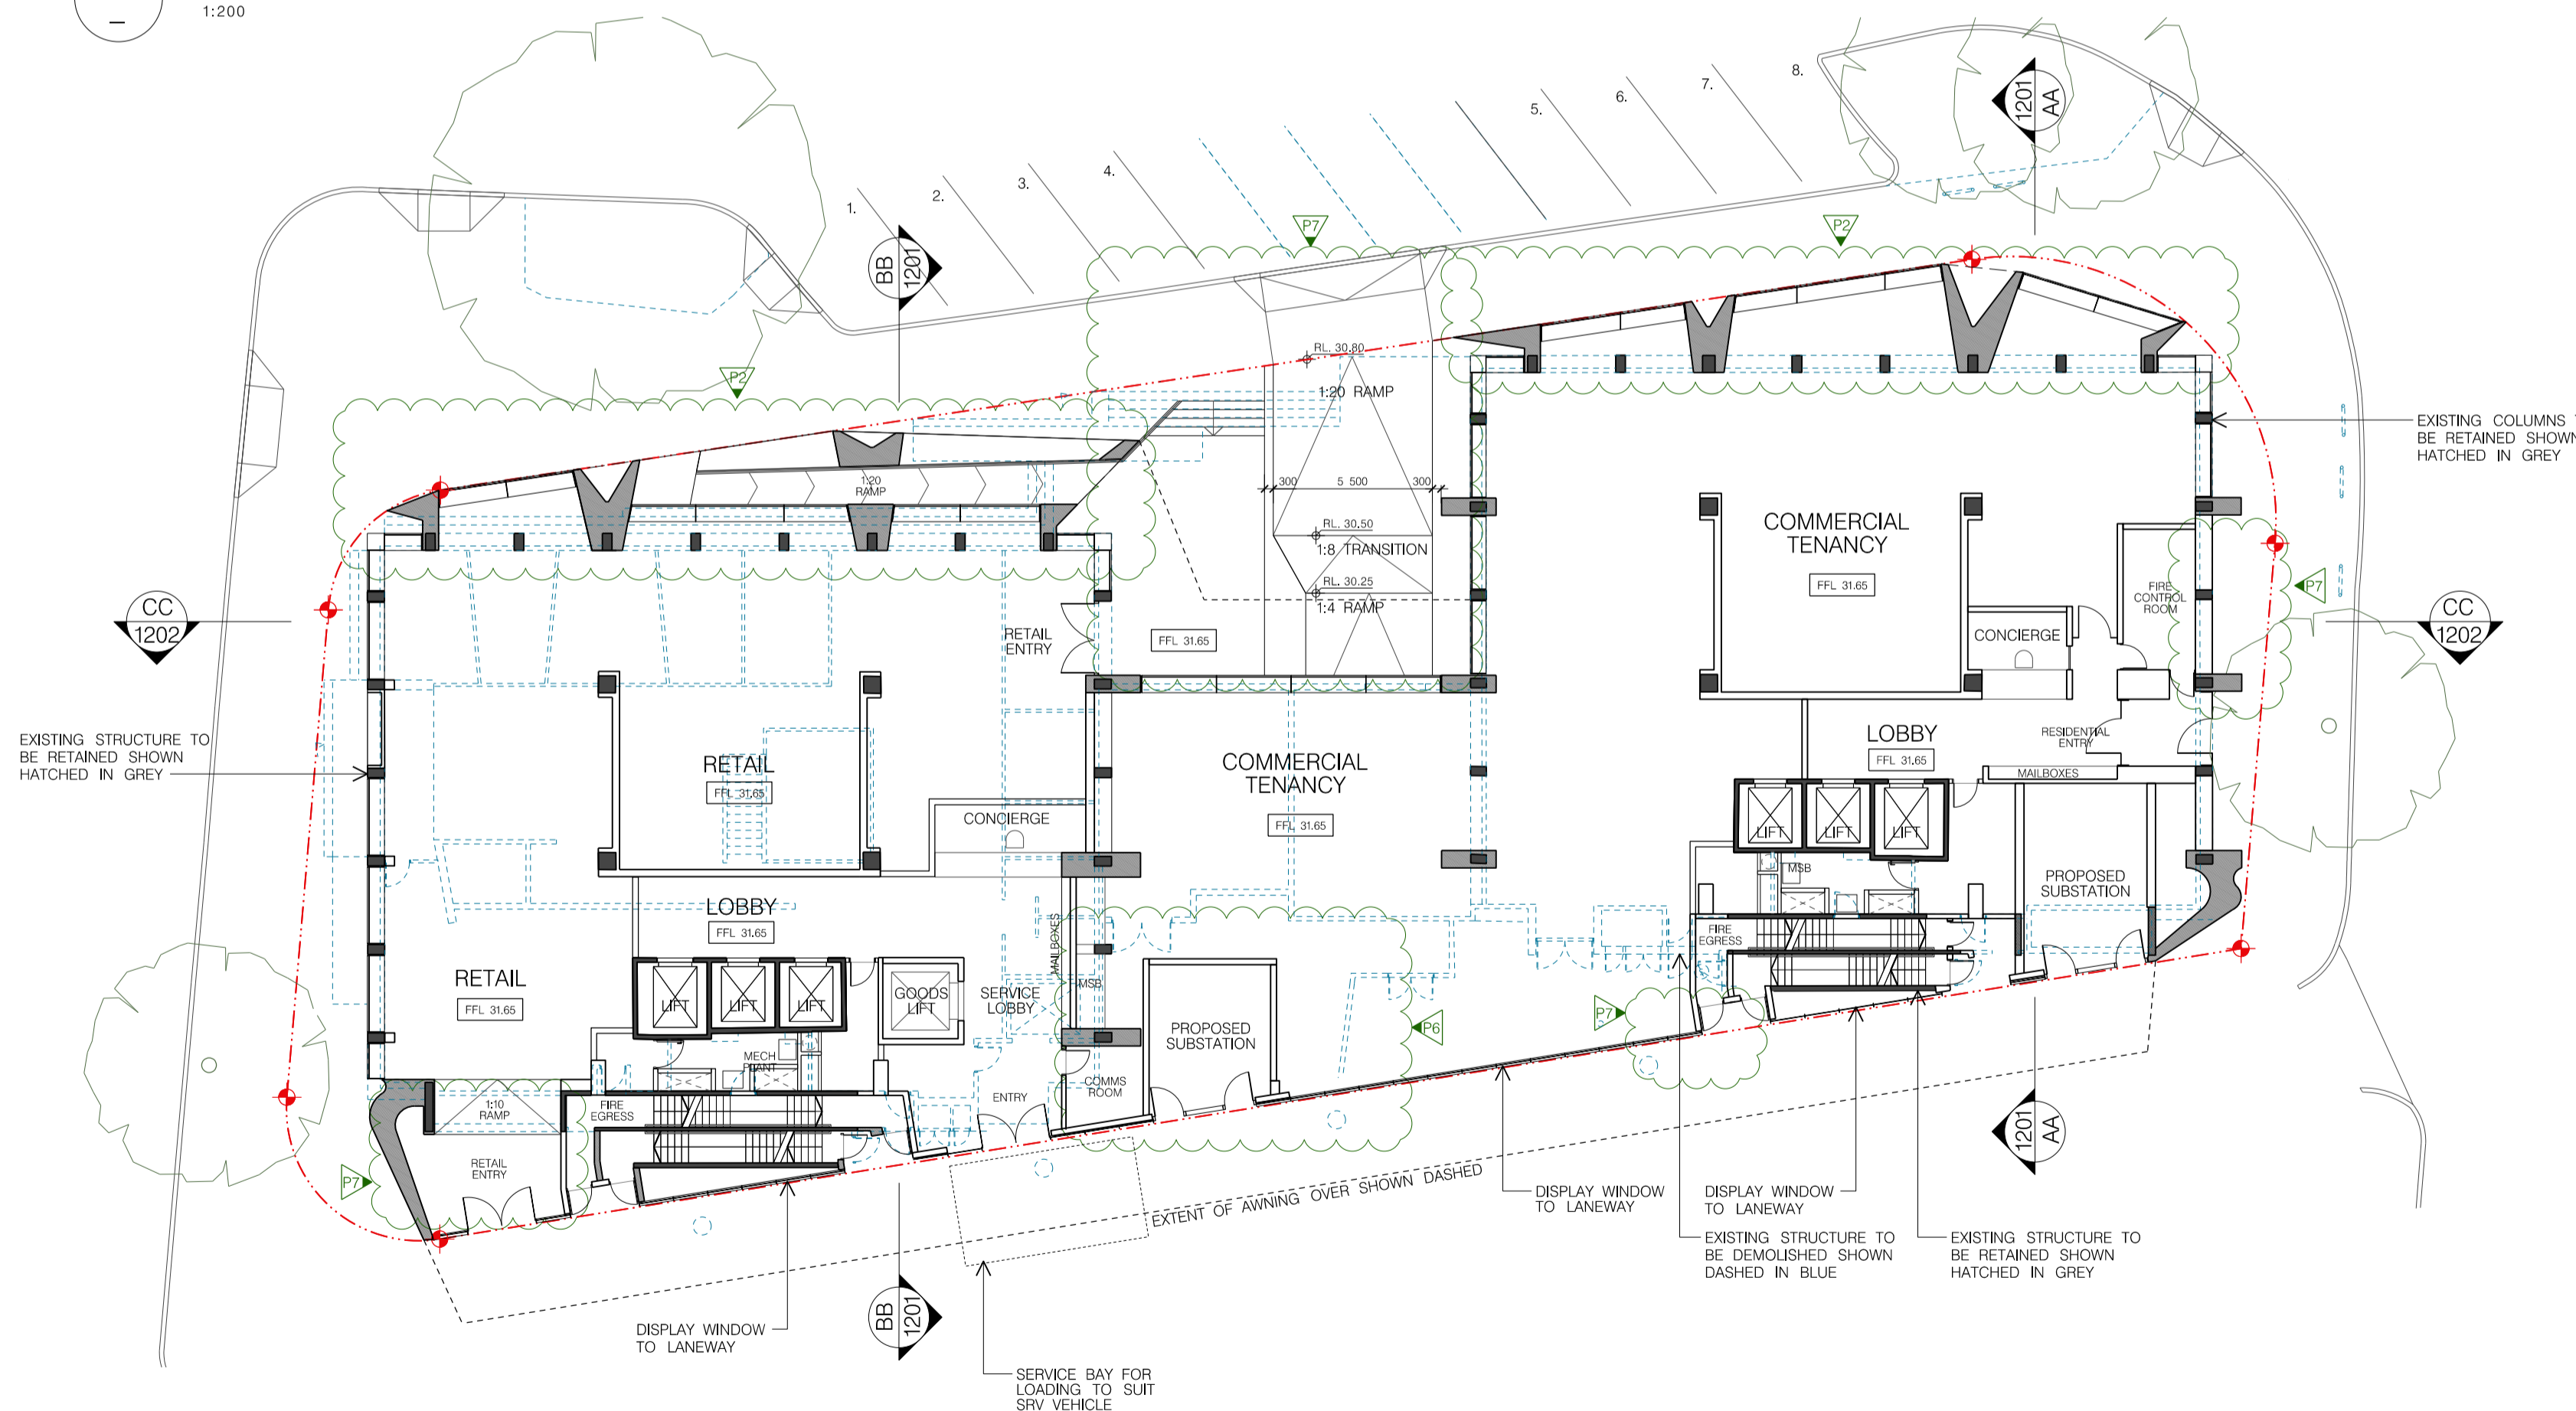 —
1:200
1.
2.
3.
4.
5.
6.
7.
8.
1201
AA
BB
1201
P7
P2
P2
RL. 30.80
1:20 RAMP
EXISTING COLUMNS
BE RETAINED SHOWN
HATCHED IN GREY
1:20
RAMP
300
5 500
300
RL. 30.50
1:8 TRANSITION
RL. 30.25
1:4 RAMP
COMMERCIAL
TENANCY
FFL 31.65
FIRE
CONTROL
ROOM
P7
CC
1202
CC
1202
RETAIL
ENTRY
FFL 31.65
CONCIERGE
EXISTING STRUCTURE TO
BE RETAINED SHOWN
HATCHED IN GREY
RETAIL
FFL 31.65
COMMERCIAL
TENANCY
FFL 31.65
LOBBY
FFL 31.65
RESIDENTIAL
ENTRY
MAILBOXES
CONCIERGE
LIFT
LIFT
LIFT
MSB
PROPOSED
SUBSTATION
LOBBY
FFL 31.65
MAILBOXES
FIRE
EGRESS
RETAIL
FFL 31.65
LIFT
LIFT
LIFT
GOODS
LIFT
SERVICE
LOBBY
MSB
PROPOSED
SUBSTATION
P6
P7
MECH
PLANT
COMMS
ROOM
1:10
RAMP
FIRE
EGRESS
ENTRY
RETAIL
ENTRY
P7
1201
AA
EXTENT OF AWNING OVER SHOWN DASHED
DISPLAY WINDOW
TO LANEWAY
DISPLAY WINDOW
TO LANEWAY
EXISTING STRUCTURE TO
BE DEMOLISHED SHOWN
DASHED IN BLUE
EXISTING STRUCTURE TO
BE RETAINED SHOWN
HATCHED IN GREY
BB
1201
DISPLAY WINDOW
TO LANEWAY
SERVICE BAY FOR
LOADING TO SUIT
SRV VEHICLE